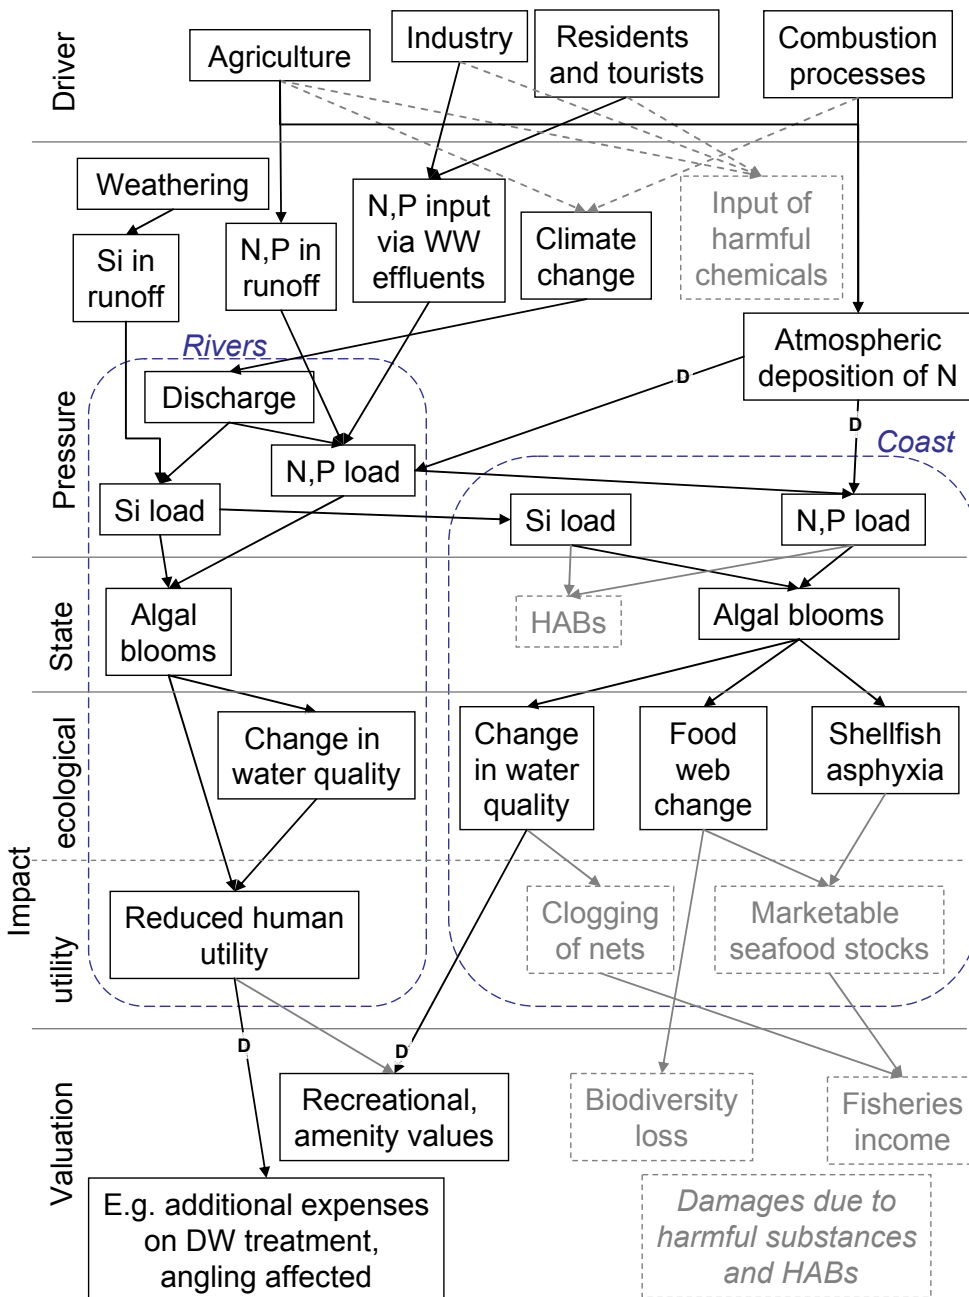 Driver
Agriculture
Industry
Residents
and tourists
Combustion
processes
Pressure
Weathering
Si in
runoff
N,P in
runoff
N,P input
via WW
effluents
Climate
change
Input of
harmful
chemicals
Atmospheric
deposition of N
Rivers
Discharge
D
D
Coast
N,P load
Si load
Si load
N,P load
State
Algal
blooms
HABs
Algal blooms
Impact
ecological
Change in
water quality
Change
in water
quality
Food
web
change
Shellfish
asphyxia
utility
Reduced human
utility
Clogging
of nets
Marketable
seafood stocks
Valuation
D
D
Recreational,
amenity values
Biodiversity
loss
Fisheries
income
E.g. additional expenses
on DW treatment,
angling affected
Damages due to
harmful substances
and HABs